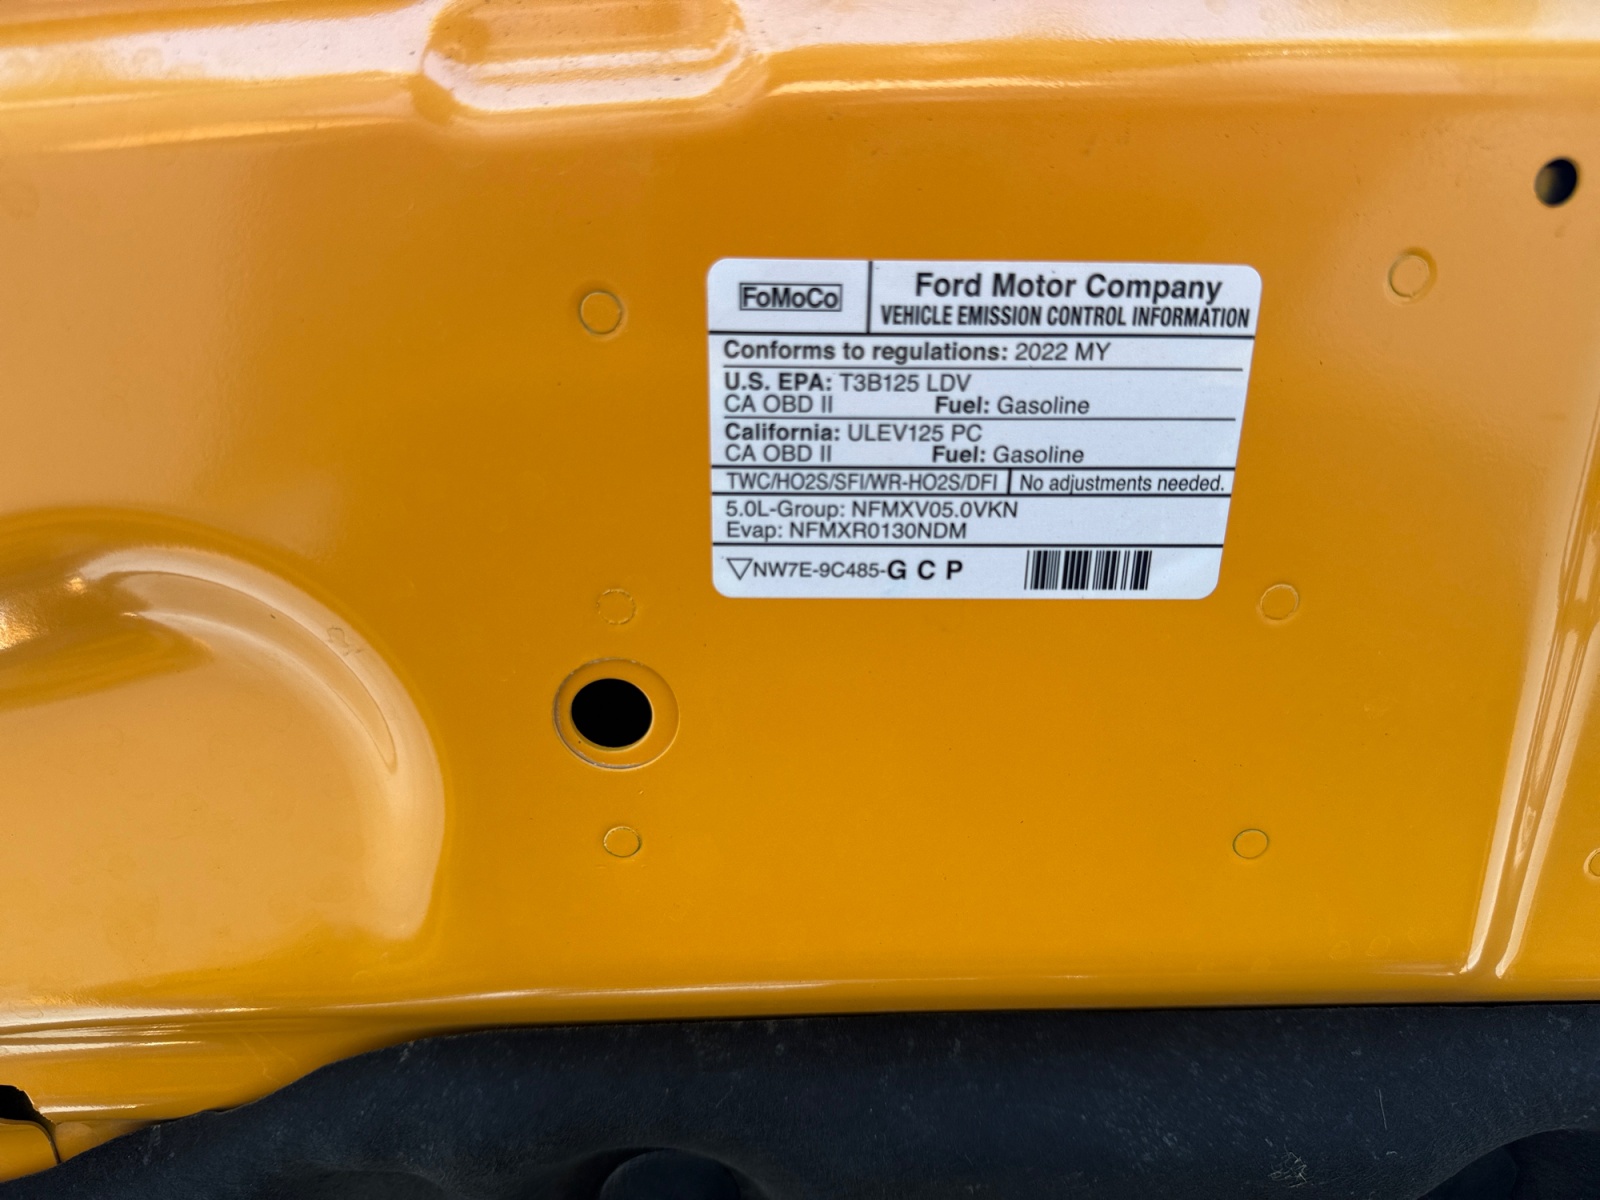 FoMoCo
Ford Motor Company
VEHICLE EMISSION CONTROL INFORMATION
Conforms to regulations: 2022 MY
U.S. EPA: T3B125 LDV
CA OBD II Fuel: Gasoline
California: ULEV125 PC
CA OBD II Fuel: Gasoline
TWC/HO2S/SFI/WR-HO2S/DFI No adjustments needed.
5.0L-Group: NFMXV05.0VKN
Evap: NFMXR0130NDM
NW7E-9C485-G C P